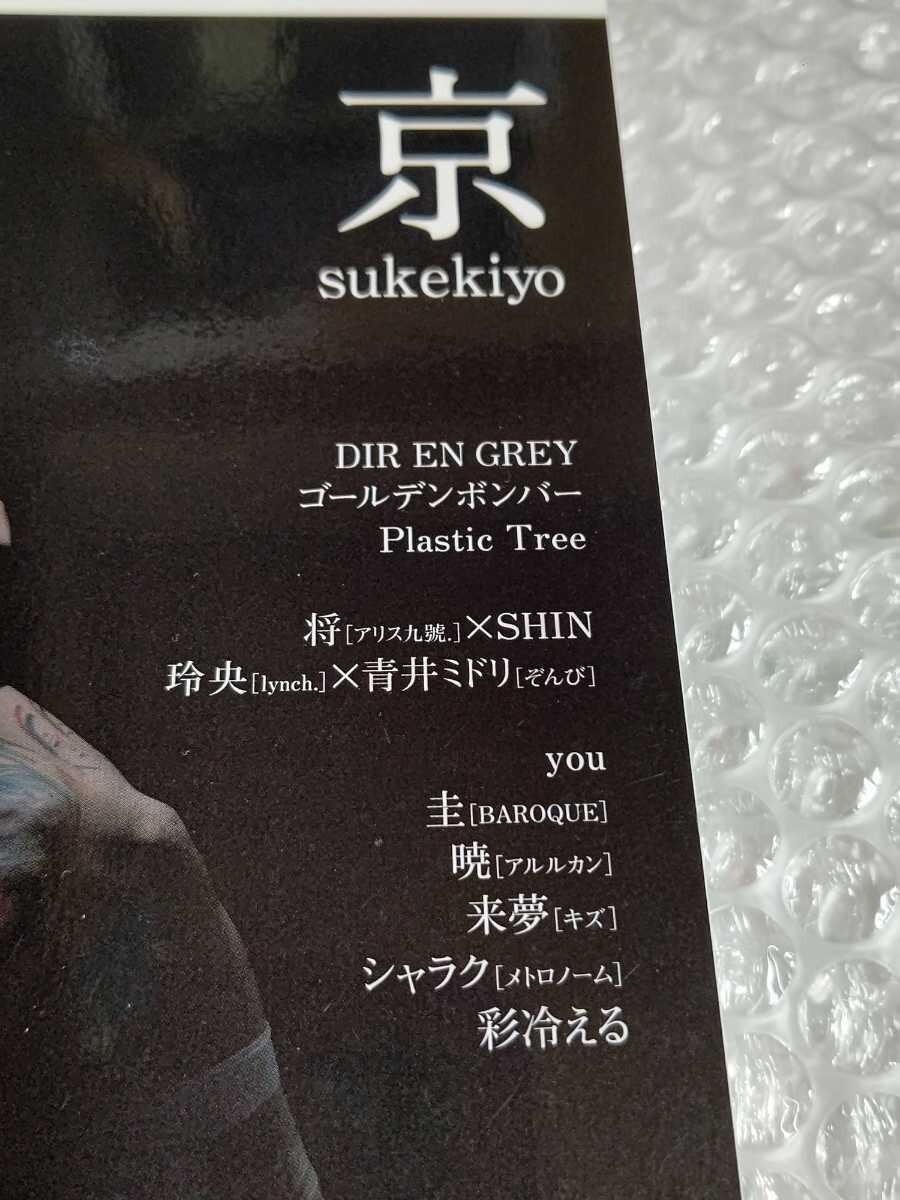 京
sukekiyo
DIR EN GREY
ゴールデンボンバー
Plastic Tree
将[アリス九號.]×SHIN
玲央[lynch.]×青井ミドリ[ぞんび]
you
圭[BAROQUE]
暁[アルルカン]
来夢[キズ]
シャラク[メトロノーム]
彩冷える